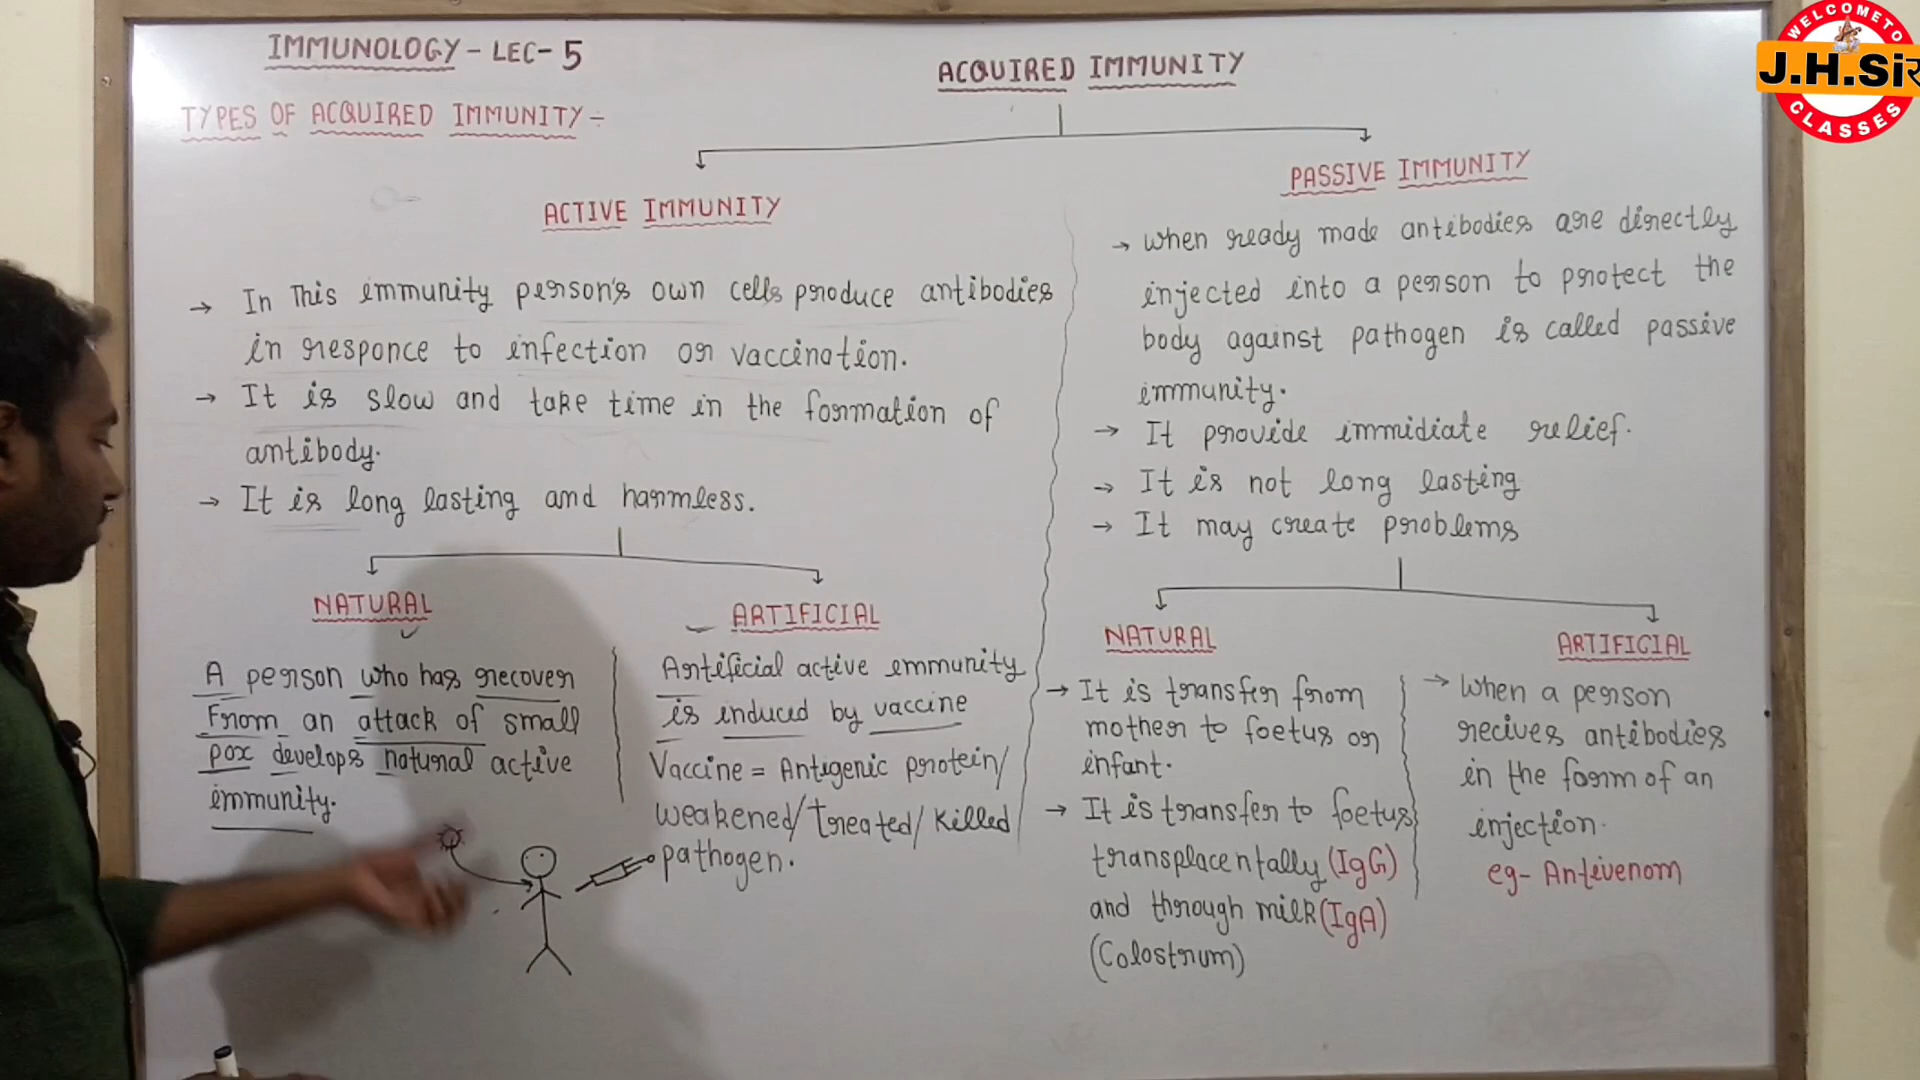 IMMUNOLOGY - LEC-5
TYPES OF ACQUIRED IMMUNITY :-
ACQUIRED IMMUNITY
ACTIVE IMMUNITY
→ In This immunity person's own cells produce antibodies
in responce to infection or vaccination.
→ It is slow and take time in the formation of
antibody.
→ It is long lasting and harmless.
NATURAL
A person who has recover
From an attack of small
pox develops natural active
immunity.
ARTIFICIAL
Artificial active emmunity
is induced by vaccine
Vaccine = Antigenic protein/
weakened/Treated/Killed
pathogen.
PASSIVE IMMUNITY
→ When ready made antibodies are directly
injected into a person to protect the
body against pathogen is called passive
immunity.
→ It provide immidiate relief.
→ It is not long lasting
→ It may create problems
NATURAL
→ It is transfer from
mother to foetus or
infant.
→ It is transfer to foetus
transplacentally (IgG)
and through milk (IgA)
(Colostrum)
ARTIFICIAL
→ When a person
recives antibodies
in the form of an
injection.
eg- Antivenom
WELCOME TO
J.H.Siर
CLASSES